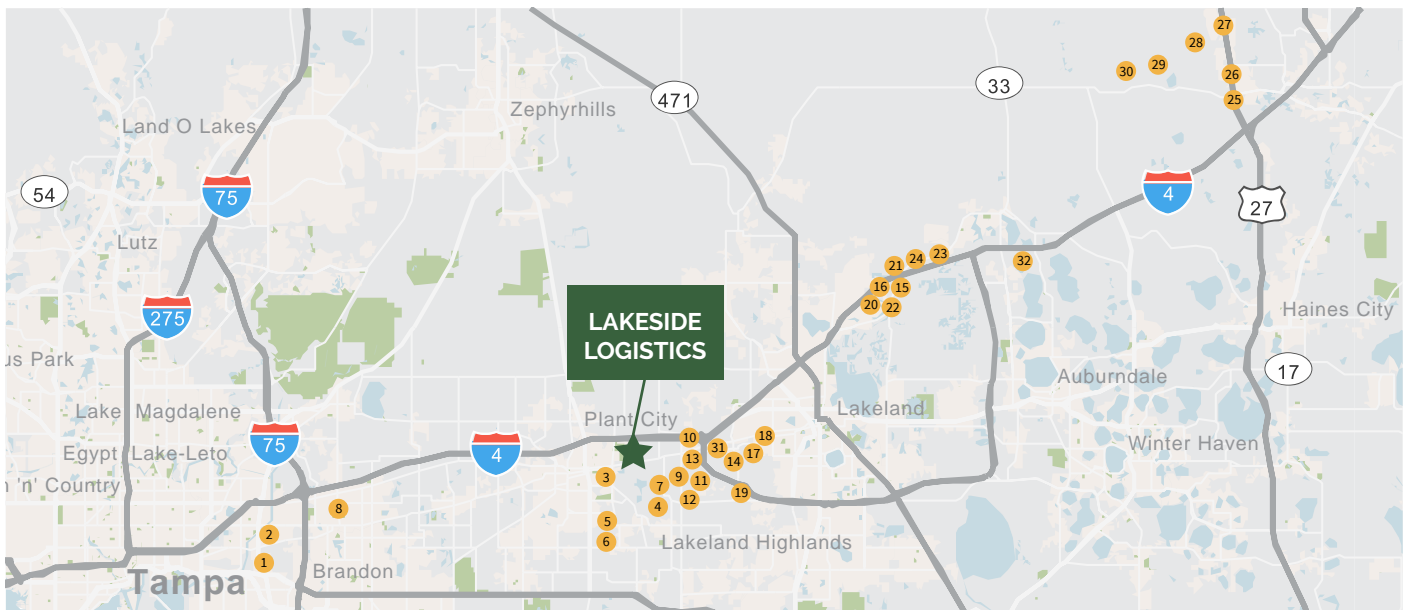 27
28
29
30
26
25
Zephyrhills
471
33
Land O Lakes
54
75
4
27
Lutz
21
24
23
32
16
15
20
22
275
LAKESIDE
LOGISTICS
Haines City
us Park
17
Auburndale
Lake Magdalene
Plant City
Lakeland
75
Egypt Lake-Leto
4
10
31
18
Winter Haven
n 'n' Country
3
13
14
17
7
9
11
19
8
4
12
5
2
6
Lakeland Highlands
1
Brandon
Tampa